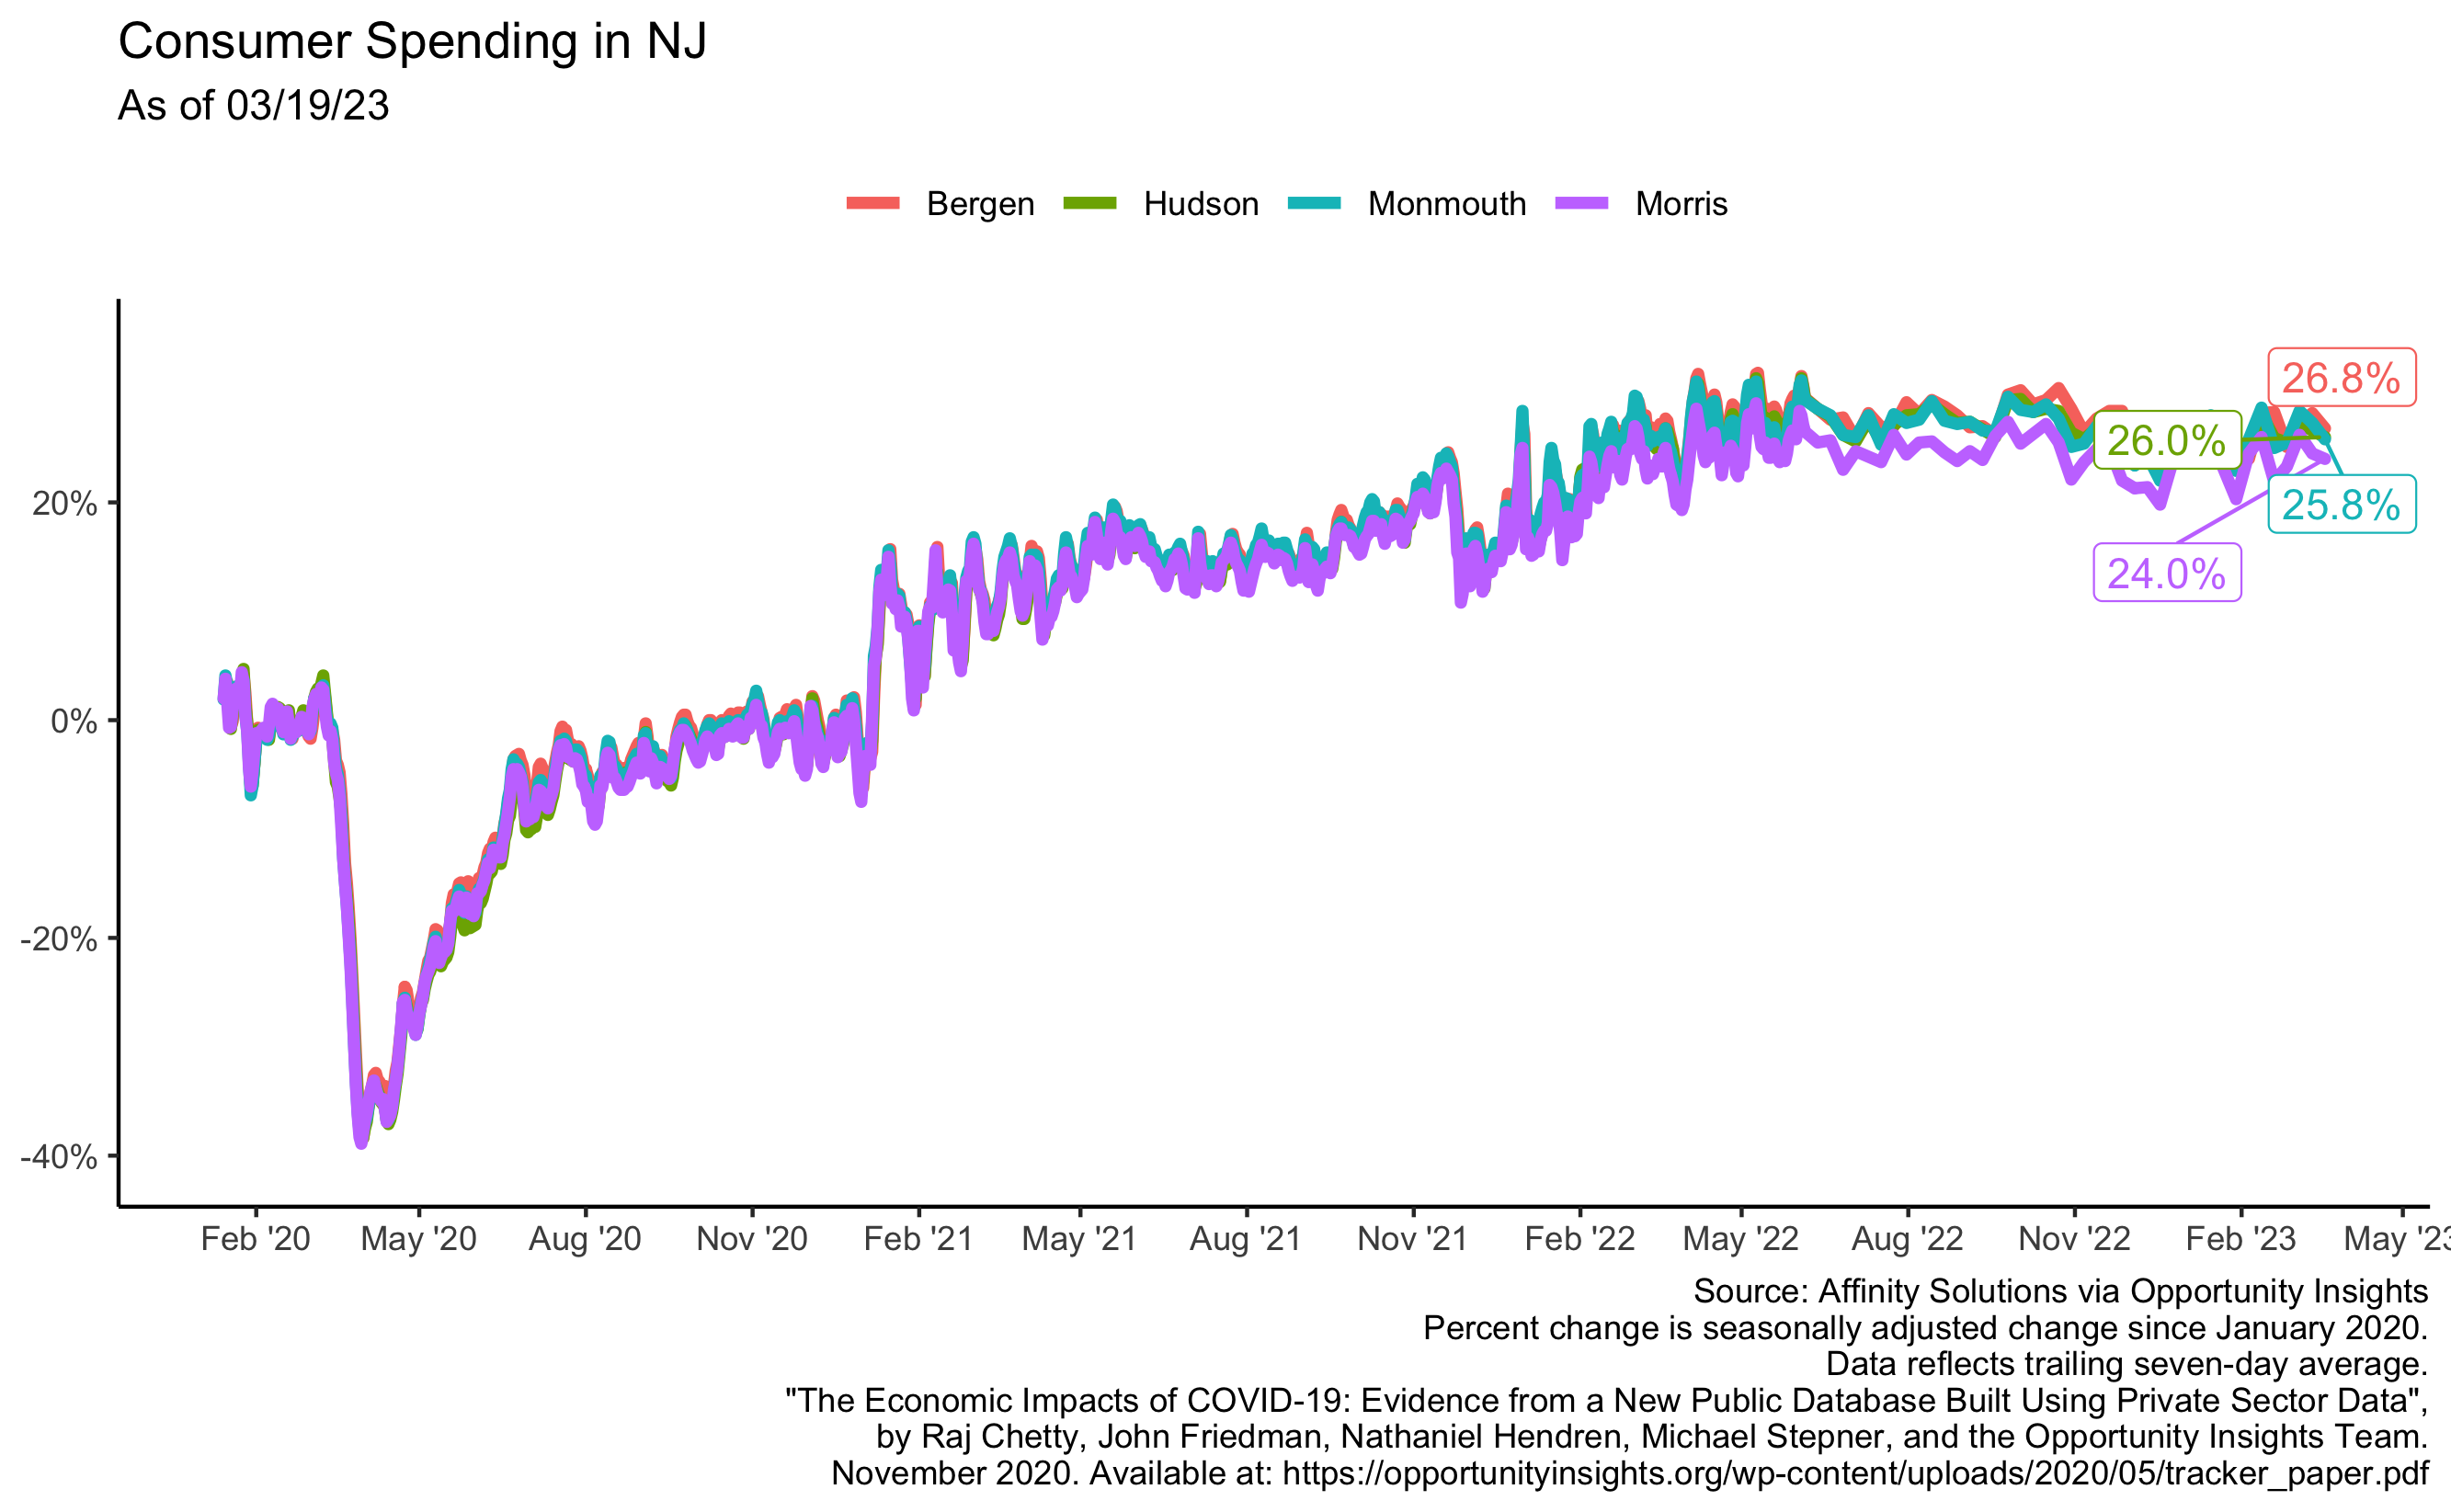 Consumer Spending in NJ
As of 03/19/23
Bergen Hudson Monmouth Morris
26.8%
26.0%
25.8%
24.0%
20%
0%
-20%
-40%
Feb '20 May '20 Aug '20 Nov '20 Feb '21 May '21 Aug '21 Nov '21 Feb '22 May '22 Aug '22 Nov '22 Feb '23 May '23
Source: Affinity Solutions via Opportunity Insights
Percent change is seasonally adjusted change since January 2020.
Data reflects trailing seven-day average.
"The Economic Impacts of COVID-19: Evidence from a New Public Database Built Using Private Sector Data",
by Raj Chetty, John Friedman, Nathaniel Hendren, Michael Stepner, and the Opportunity Insights Team.
November 2020. Available at: https://opportunityinsights.org/wp-content/uploads/2020/05/tracker_paper.pdf